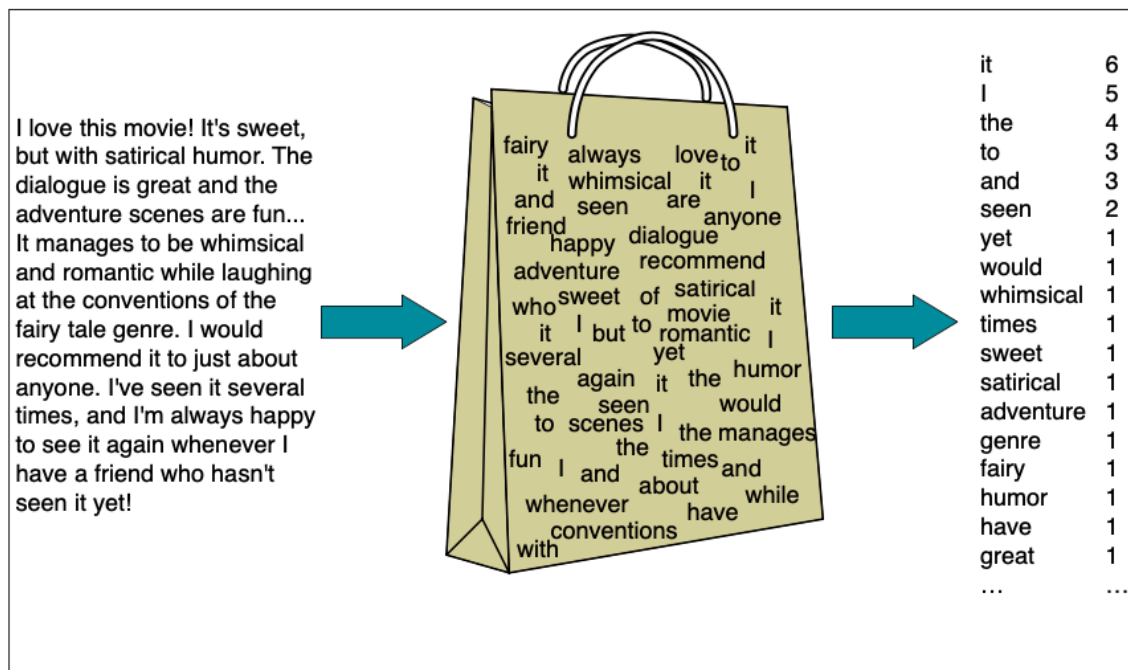 I love this movie! It's sweet,
but with satirical humor. The
dialogue is great and the
adventure scenes are fun...
It manages to be whimsical
and romantic while laughing
at the conventions of the
fairy tale genre. I would
recommend it to just about
anyone. I've seen it several
times, and I'm always happy
to see it again whenever I
have a friend who hasn't
seen it yet!
fairy always love to it
it whimsical it I
and seen are anyone
friend happy dialogue
adventure recommend
who sweet of satirical
it I but to movie it
romantic I
several yet
again it the humor
the seen would
to scenes I the manages
the
fun I and times and
about
whenever have while
conventions
with
it 6
I 5
the 4
to 3
and 3
seen 2
yet 1
would 1
whimsical 1
times 1
sweet 1
satirical 1
adventure 1
genre 1
fairy 1
humor 1
have 1
great 1
… …